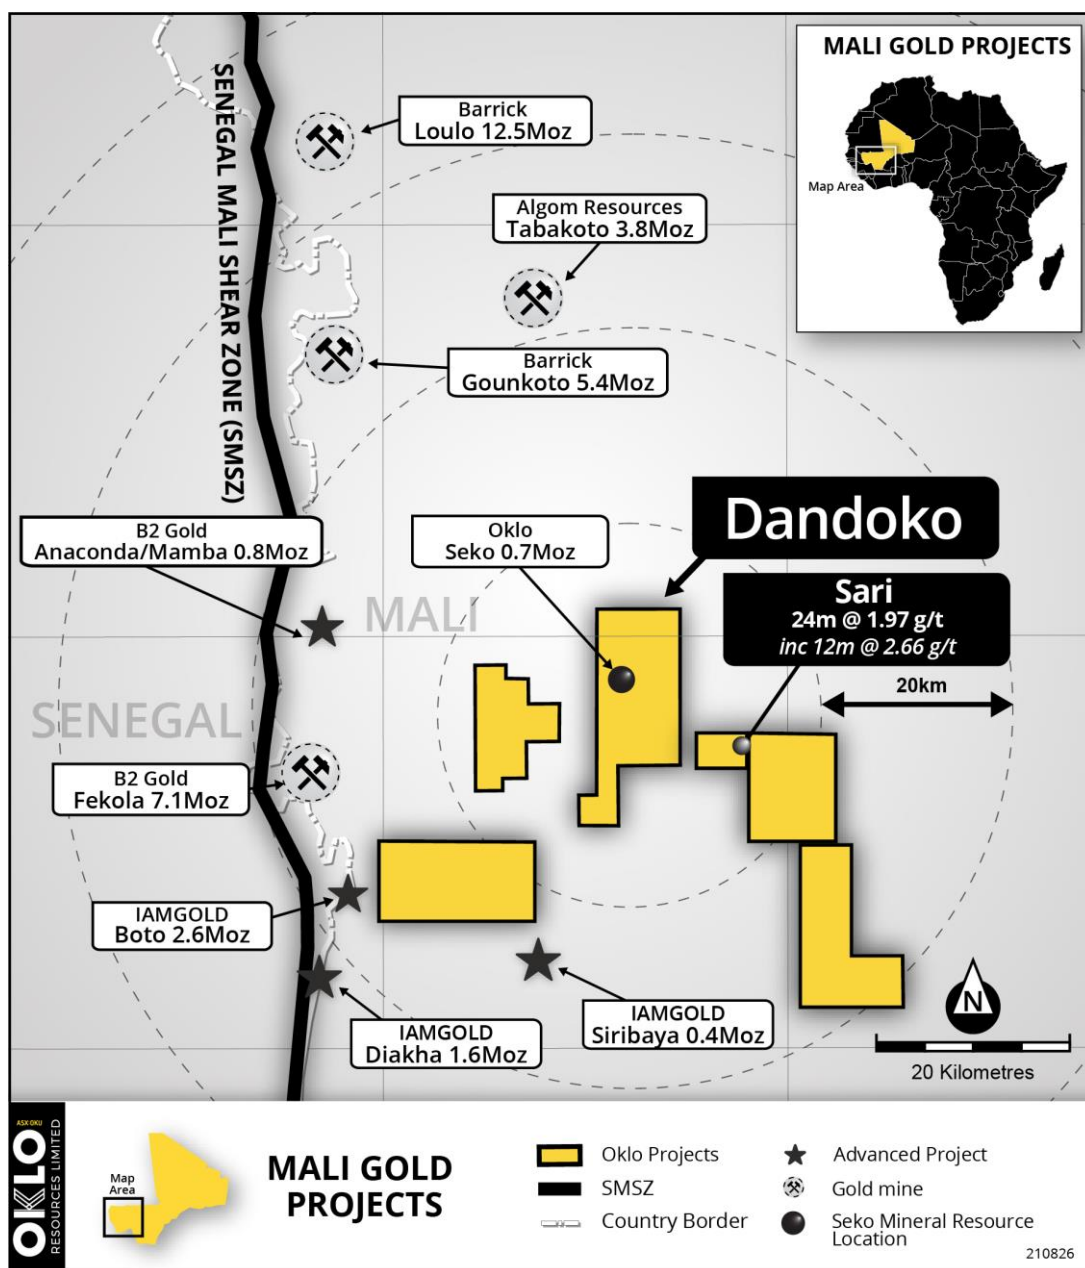 MALI GOLD PROJECTS
Map Area
SENEGAL MALI SHEAR ZONE (SMSZ)
Barrick
Loulo 12.5Moz
Algom Resources
Tabakoto 3.8Moz
Barrick
Gounkoto 5.4Moz
Dandoko
B2 Gold
Anaconda/Mamba 0.8Moz
Oklo
Seko 0.7Moz
Sari
24m @ 1.97 g/t
inc 12m @ 2.66 g/t
MALI
20km
SENEGAL
B2 Gold
Fekola 7.1Moz
IAMGOLD
Boto 2.6Moz
IAMGOLD
Diakha 1.6Moz
IAMGOLD
Siribaya 0.4Moz
N
20 Kilometres
ASX:OKU
OKLO
RESOURCES LIMITED
Map
Area
MALI GOLD
PROJECTS
Oklo Projects
SMSZ
Country Border
Advanced Project
Gold mine
Seko Mineral Resource
Location
210826